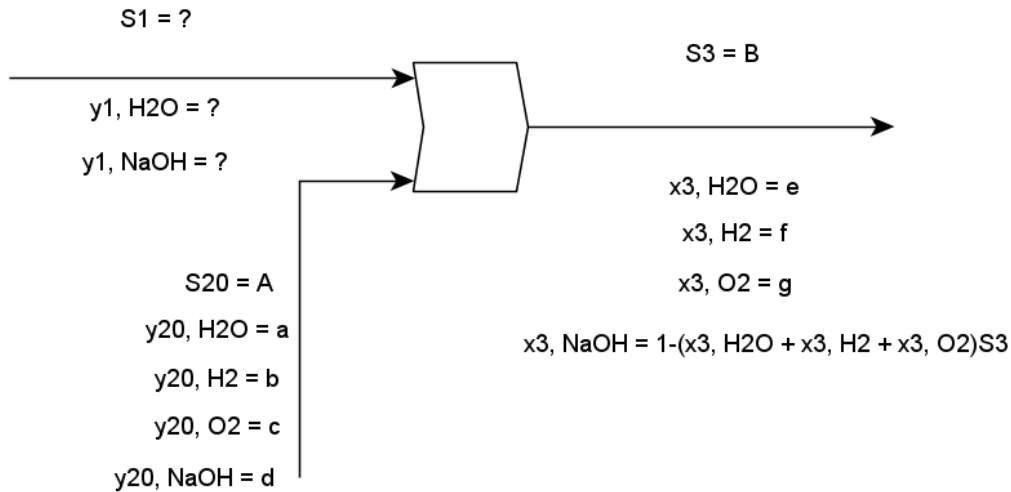 S1 = ?
y1, H2O = ?
y1, NaOH = ?
S20 = A
y20, H2O = a
y20, H2 = b
y20, O2 = c
y20, NaOH = d
S3 = B
x3, H2O = e
x3, H2 = f
x3, O2 = g
x3, NaOH = 1-(x3, H2O + x3, H2 + x3, O2)S3